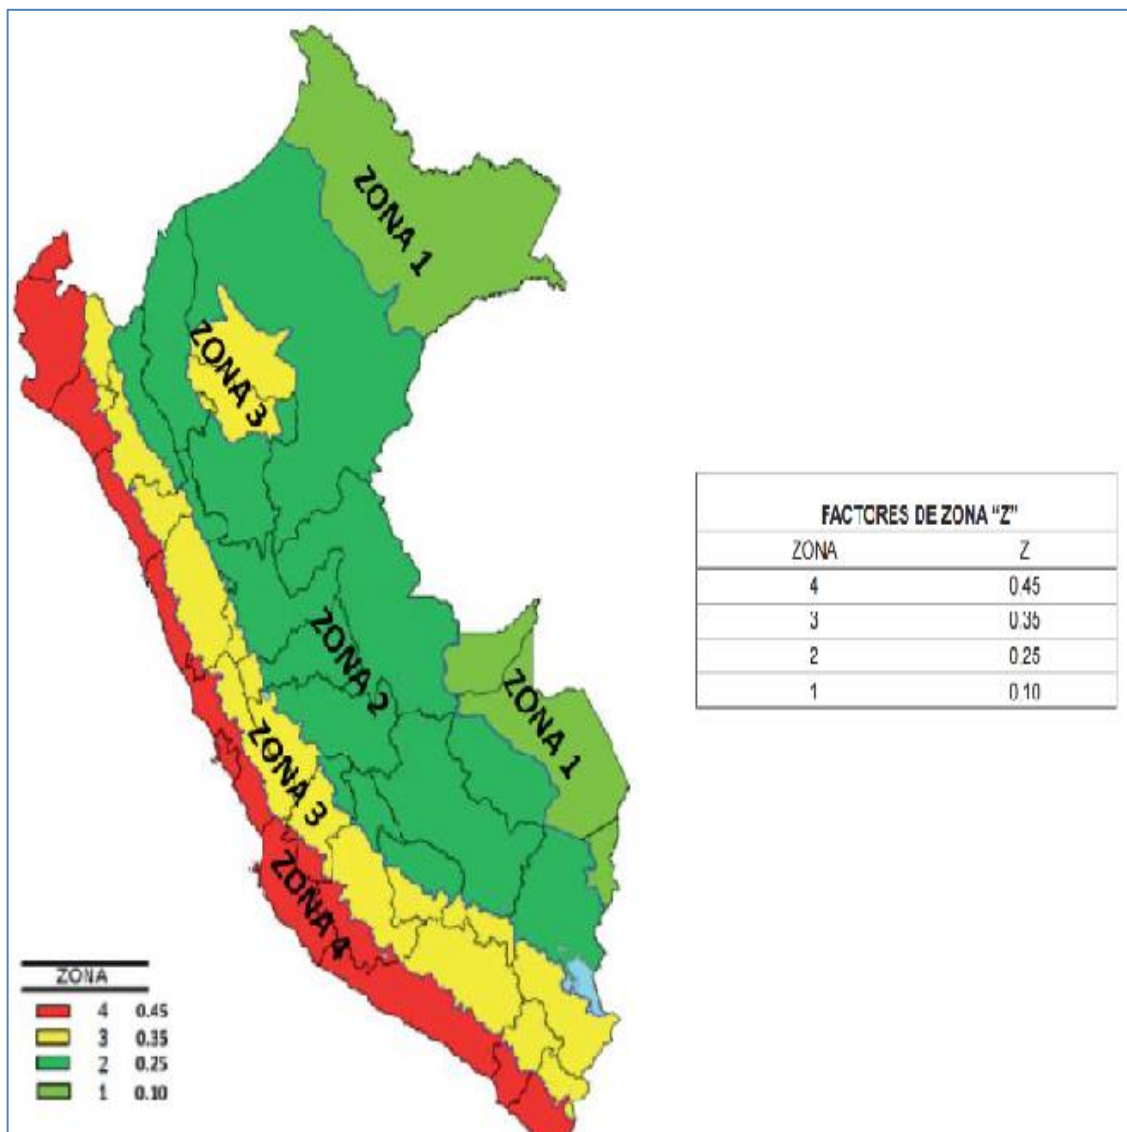 ZONA 1
ZONA 3
ZONA 2
ZONA 1
ZONA 3
ZONA 4
FACTORES DE ZONA “Z”
ZONA Z
4 0.45
3 0.35
2 0.25
1 0.10
ZONA
4 0.45
3 0.35
2 0.25
1 0.10